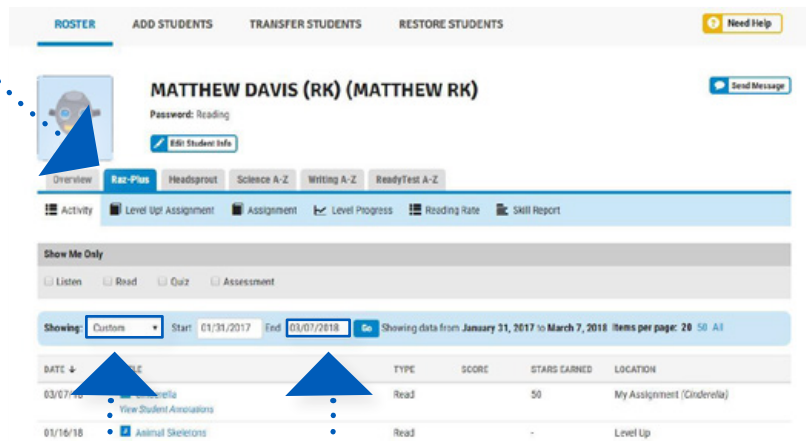 ROSTER ADD STUDENTS TRANSFER STUDENTS RESTORE STUDENTS Need Help
MATTHEW DAVIS (RK) (MATTHEW RK) Send Message
Password: Reading
Edit Student Info
Overview Raz-Plus Headsprout Science A-Z Writing A-Z ReadyTest A-Z
Activity Level Up! Assignment Assignment Level Progress Reading Rate Skill Report
Show Me Only
Listen Read Quiz Assessment
Showing: Custom Start 01/31/2017 End 03/07/2018 Go Showing data from January 31, 2017 to March 7, 2018 Items per page: 20 50 All
DATE TYPE SCORE STARS EARNED LOCATION
Cinderella Read 50 My Assignment (Cinderella)
View Student Annotations
01/16/18 Animal Skeletons Read - Level Up